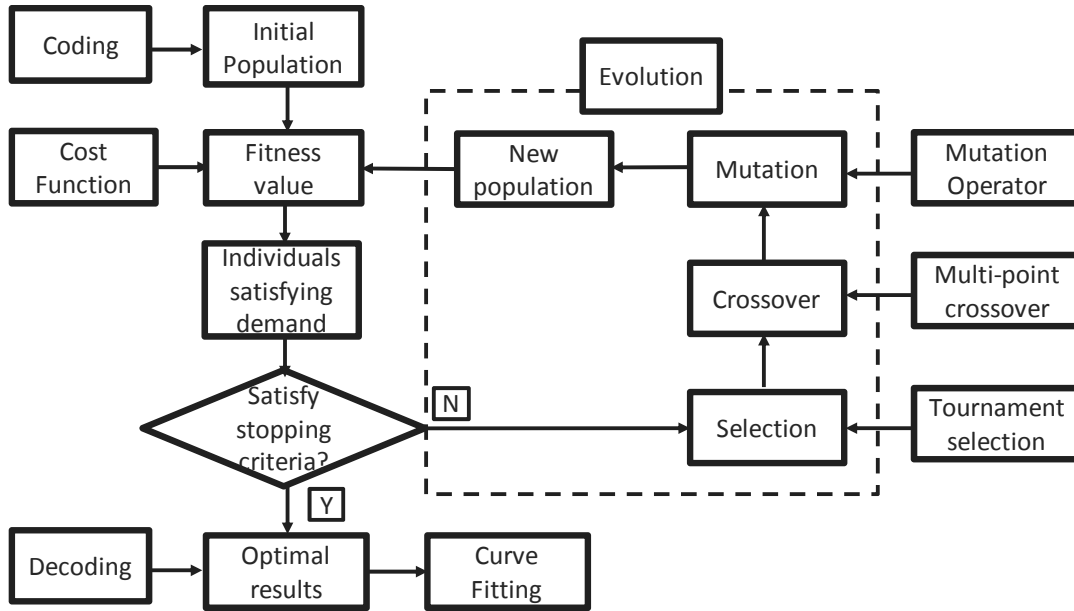 Coding
Initial
Population
Evolution
Cost
Function
Fitness
value
New
population
Mutation
Mutation
Operator
Individuals
satisfying
demand
Crossover
Multi-point
crossover
Satisfy
stopping
criteria?
N
Selection
Tournament
selection
Y
Decoding
Optimal
results
Curve
Fitting